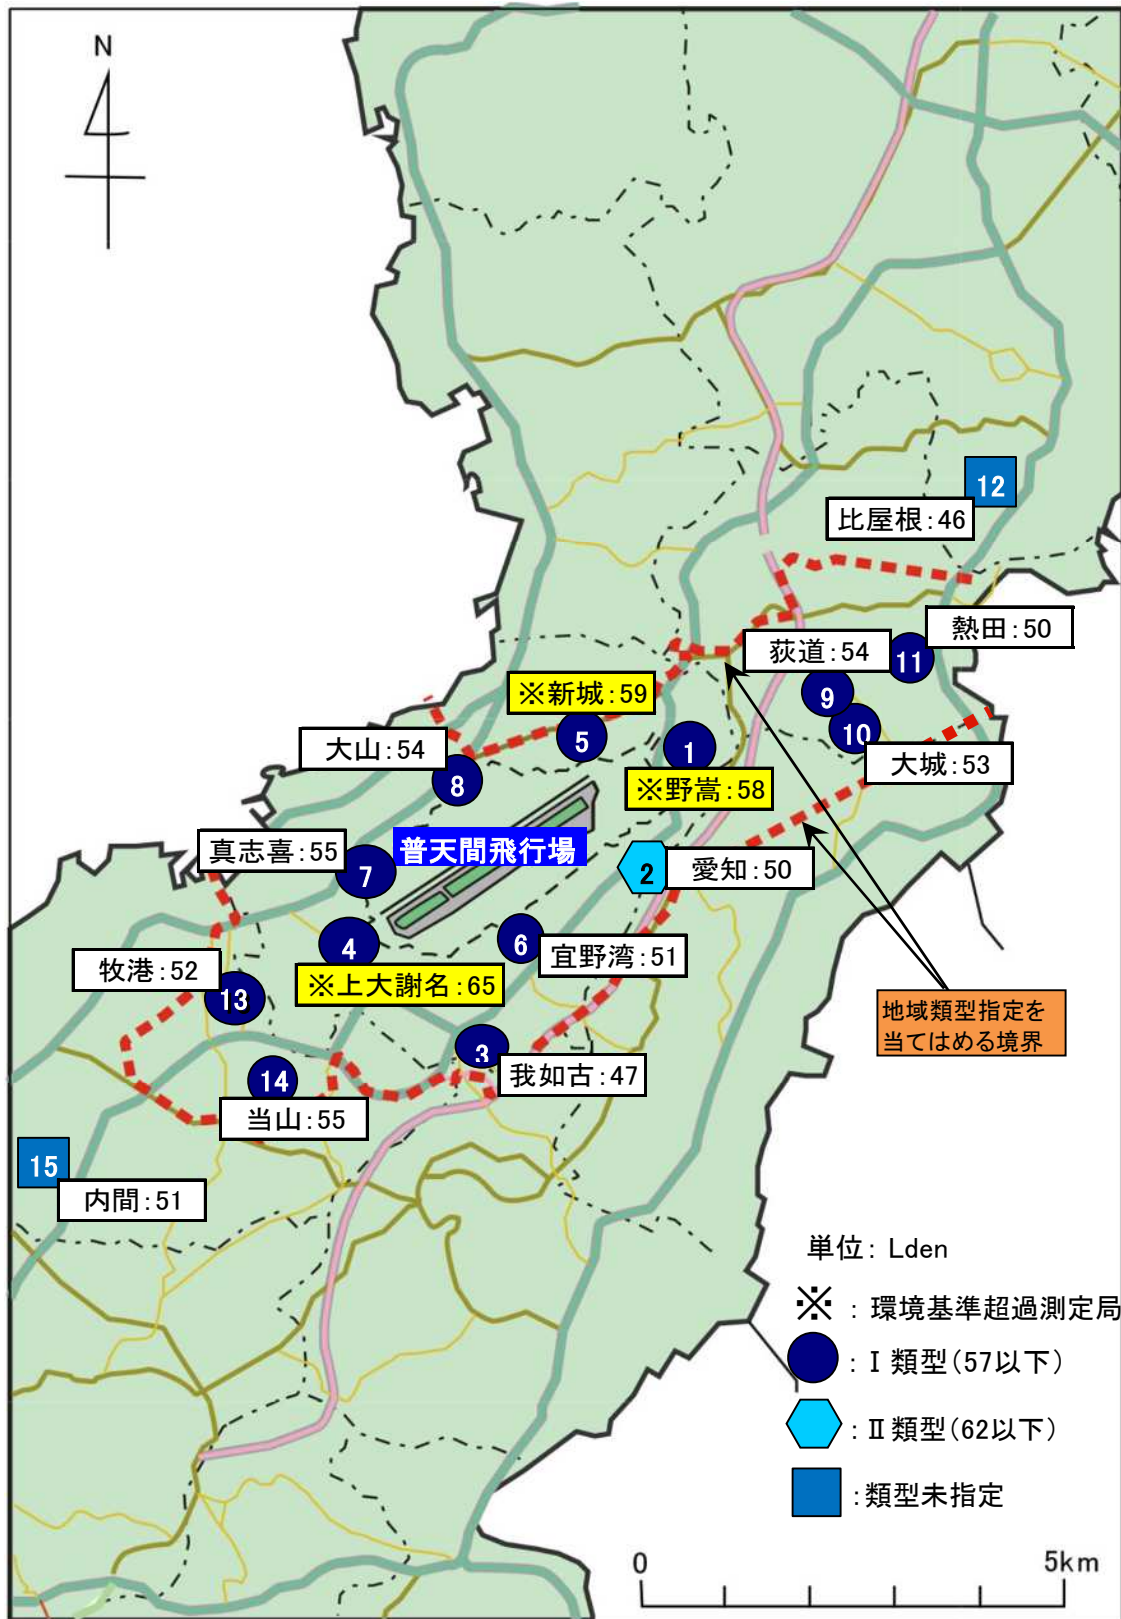 N
12
比屋根:46
熱田:50
荻道:54
11
※新城:59
9
5
1
10
大山:54
8
大城:53
※野嵩:58
真志喜:55
普天間飛行場
7
2
愛知:50
4
6
宜野湾:51
牧港:52
※上大謝名:65
13
地域類型指定を
当てはめる境界
3
我如古:47
14
当山:55
15
内間:51
単位: Lden
※ : 環境基準超過測定局
: Ⅰ類型(57以下)
: Ⅱ類型(62以下)
:類型未指定
0 5km